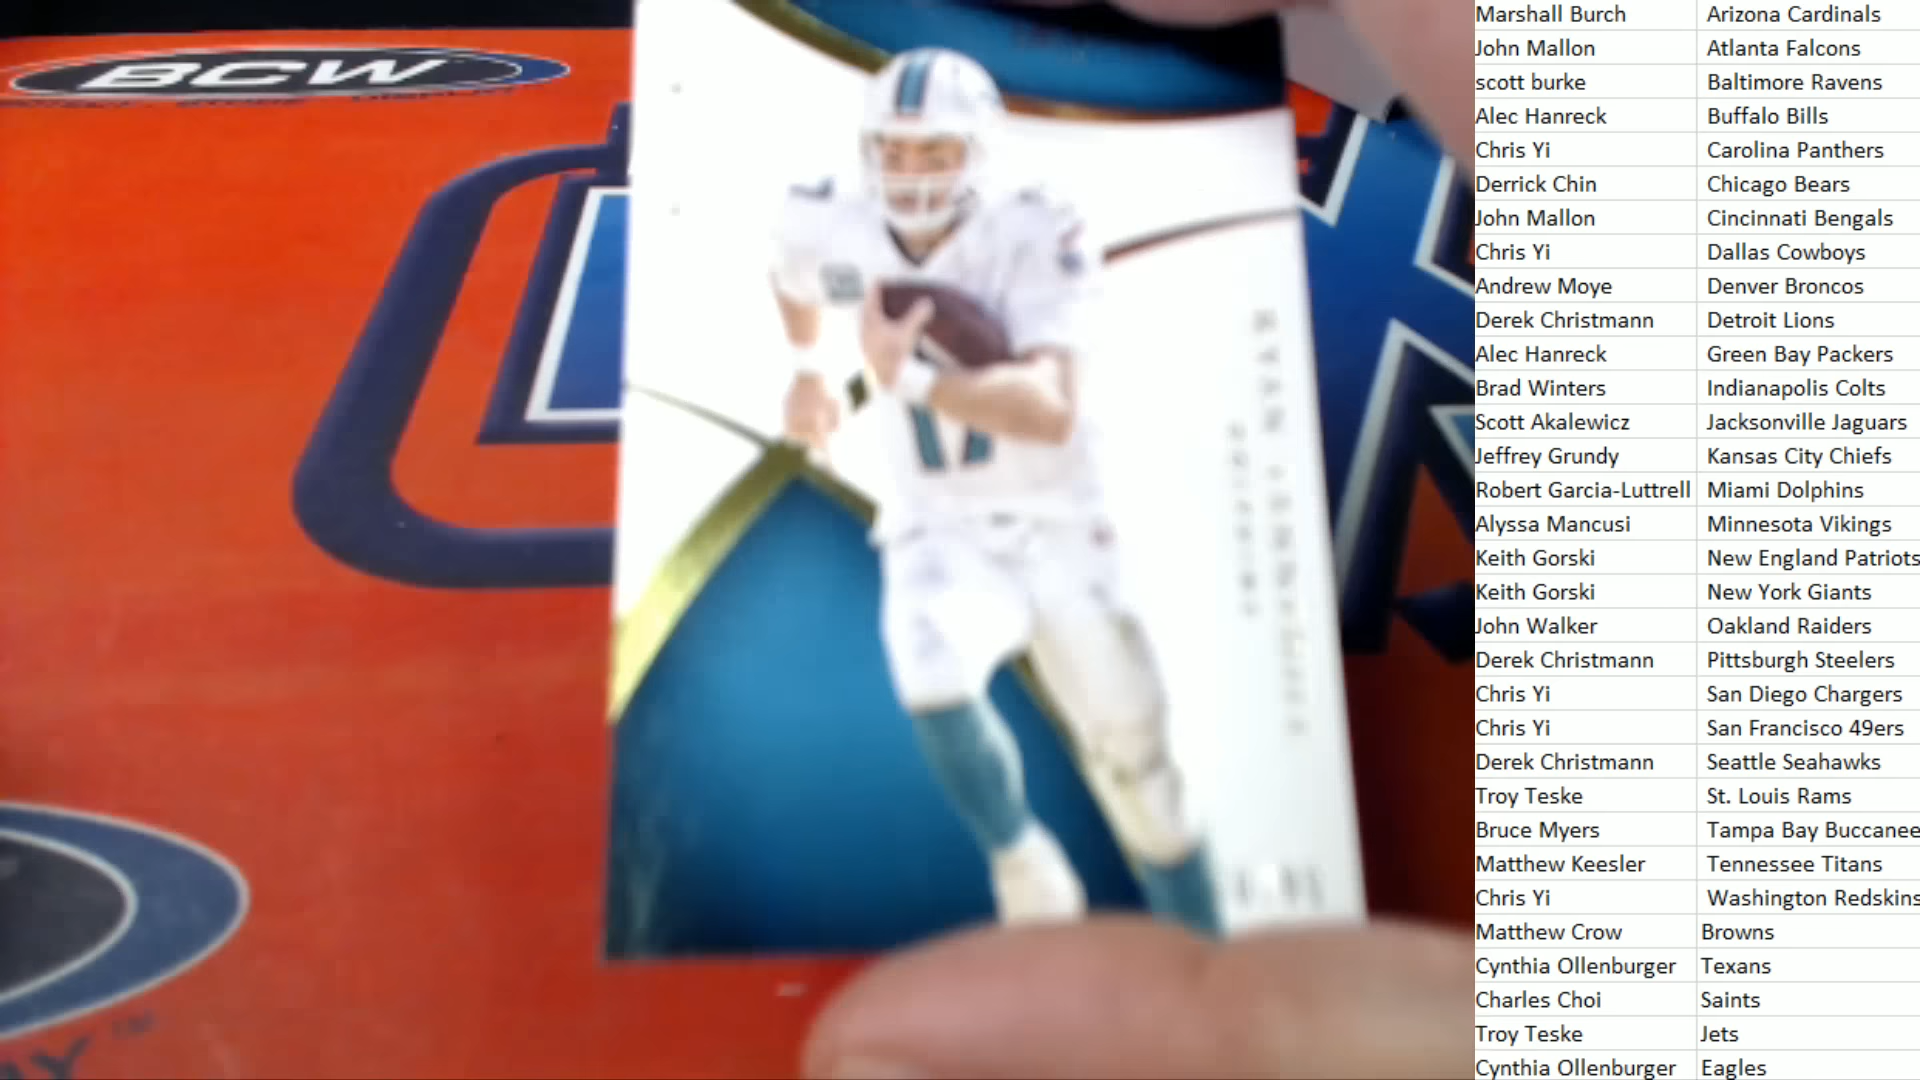 BCW
RYAN TANNEHILL
DOLPHINS
17
Marshall Burch Arizona Cardinals
John Mallon Atlanta Falcons
scott burke Baltimore Ravens
Alec Hanreck Buffalo Bills
Chris Yi Carolina Panthers
Derrick Chin Chicago Bears
John Mallon Cincinnati Bengals
Chris Yi Dallas Cowboys
Andrew Moye Denver Broncos
Derek Christmann Detroit Lions
Alec Hanreck Green Bay Packers
Brad Winters Indianapolis Colts
Scott Akalewicz Jacksonville Jaguars
Jeffrey Grundy Kansas City Chiefs
Robert Garcia-Luttrell Miami Dolphins
Alyssa Mancusi Minnesota Vikings
Keith Gorski New England Patriots
Keith Gorski New York Giants
John Walker Oakland Raiders
Derek Christmann Pittsburgh Steelers
Chris Yi San Diego Chargers
Chris Yi San Francisco 49ers
Derek Christmann Seattle Seahawks
Troy Teske St. Louis Rams
Bruce Myers Tampa Bay Buccanee
Matthew Keesler Tennessee Titans
Chris Yi Washington Redskins
Matthew Crow Browns
Cynthia Ollenburger Texans
Charles Choi Saints
Troy Teske Jets
Cynthia Ollenburger Eagles